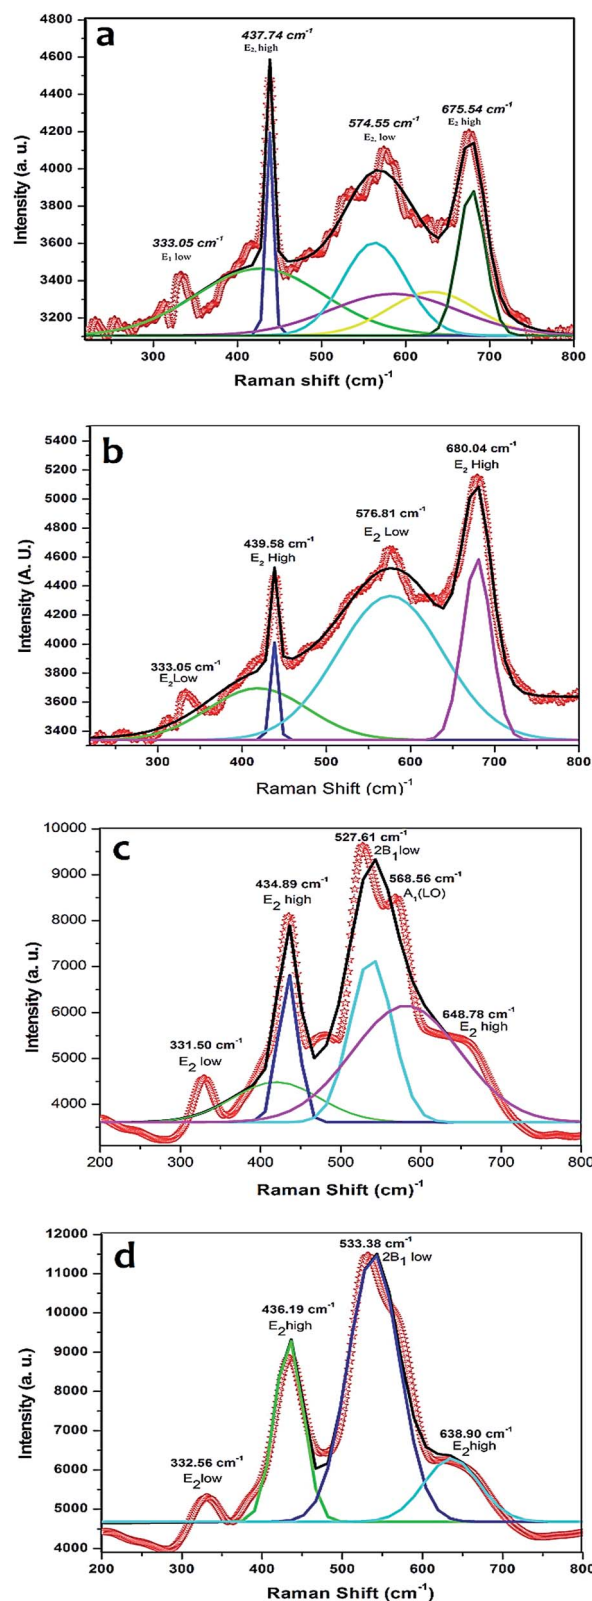 a
437.74 cm-1
E2, high
574.55 cm-1
E2, low
675.54 cm-1
E2 high
333.05 cm-1
E1 low
Intensity (a. u.)
4800
4600
4400
4200
4000
3800
3600
3400
3200
300 400 500 600 700 800
Raman shift (cm)-1
b
680.04 cm-1
E2 High
576.81 cm-1
E2 Low
439.58 cm-1
E2 High
333.05 cm-1
E2Low
Intensity (A. U.)
5400
5200
5000
4800
4600
4400
4200
4000
3800
3600
3400
300 400 500 600 700 800
Raman Shift (cm)-1
c
527.61 cm-1
2B1 low
568.56 cm-1
A1(LO)
434.89 cm-1
E2 high
648.78 cm-1
E2 high
331.50 cm-1
E2 low
Intensity (a. u.)
10000
9000
8000
7000
6000
5000
4000
200 300 400 500 600 700 800
Raman Shift (cm)-1
d
533.38 cm-1
2B1 low
436.19 cm-1
E2high
638.90 cm-1
E2high
332.56 cm-1
E2low
Intensity (a. u.)
12000
11000
10000
9000
8000
7000
6000
5000
4000
200 300 400 500 600 700 800
Raman Shift (cm-1)